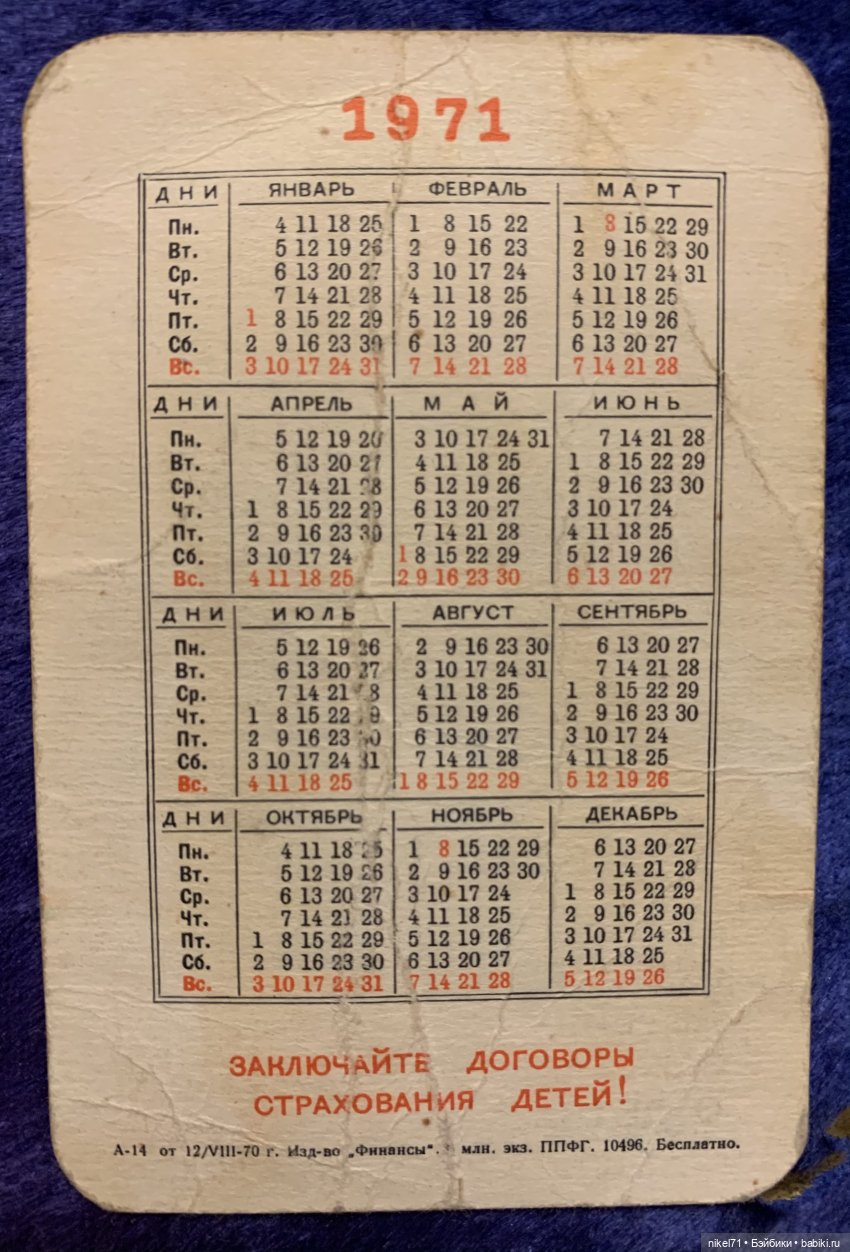 1971
ДНИ ЯНВАРЬ ФЕВРАЛЬ МАРТ
Пн. 4 11 18 25 1 8 15 22 1 8 15 22 29
Вт. 5 12 19 26 2 9 16 23 2 9 16 23 30
Ср. 6 13 20 27 3 10 17 24 3 10 17 24 31
Чт. 7 14 21 28 4 11 18 25 4 11 18 25
Пт. 1 8 15 22 29 5 12 19 26 5 12 19 26
Сб. 2 9 16 23 30 6 13 20 27 6 13 20 27
Вс. 3 10 17 24 31 7 14 21 28 7 14 21 28
ДНИ АПРЕЛЬ МАЙ ИЮНЬ
Пн. 5 12 19 26 3 10 17 24 31 7 14 21 28
Вт. 6 13 20 27 4 11 18 25 1 8 15 22 29
Ср. 7 14 21 28 5 12 19 26 2 9 16 23 30
Чт. 1 8 15 22 29 6 13 20 27 3 10 17 24
Пт. 2 9 16 23 30 7 14 21 28 4 11 18 25
Сб. 3 10 17 24 1 8 15 22 29 5 12 19 26
Вс. 4 11 18 25 2 9 16 23 30 6 13 20 27
ДНИ ИЮЛЬ АВГУСТ СЕНТЯБРЬ
Пн. 5 12 19 26 2 9 16 23 30 6 13 20 27
Вт. 6 13 20 27 3 10 17 24 31 7 14 21 28
Ср. 7 14 21 28 4 11 18 25 1 8 15 22 29
Чт. 1 8 15 22 29 5 12 19 26 2 9 16 23 30
Пт. 2 9 16 23 30 6 13 20 27 3 10 17 24
Сб. 3 10 17 24 31 7 14 21 28 4 11 18 25
Вс. 4 11 18 25 1 8 15 22 29 5 12 19 26
ДНИ ОКТЯБРЬ НОЯБРЬ ДЕКАБРЬ
Пн. 4 11 18 25 1 8 15 22 29 6 13 20 27
Вт. 5 12 19 26 2 9 16 23 30 7 14 21 28
Ср. 6 13 20 27 3 10 17 24 1 8 15 22 29
Чт. 7 14 21 28 4 11 18 25 2 9 16 23 30
Пт. 1 8 15 22 29 5 12 19 26 3 10 17 24 31
Сб. 2 9 16 23 30 6 13 20 27 4 11 18 25
Вс. 3 10 17 24 31 7 14 21 28 5 12 19 26
ЗАКЛЮЧАЙТЕ ДОГОВОРЫ
СТРАХОВАНИЯ ДЕТЕЙ!
А-14 от 12/VIII-70 г. Изд-во „Финансы". млн. экз. ППФГ. 10496. Бесплатно.
nikel71 • Бэйбики • babiki.ru